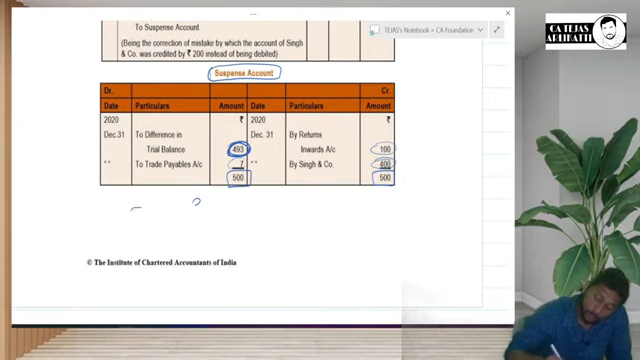 TEJAS's Notebook > CA Foundation
CA TEJAS
To Suspense Account
(Being the correction of mistake by which the account of Singh
& Co. was credited by ₹ 200 instead of being debited)
Suspense Account
Dr. Cr.
Date Particulars Amount Date Particulars Amount
2020 ₹ 2020 ₹
Dec.31 To Difference in Dec. 31 By Returns
Trial Balance 493 Inwards A/c 100
" " To Trade Payables A/c 7 " " By Singh & Co. 400
500 500
© The Institute of Chartered Accountants of India